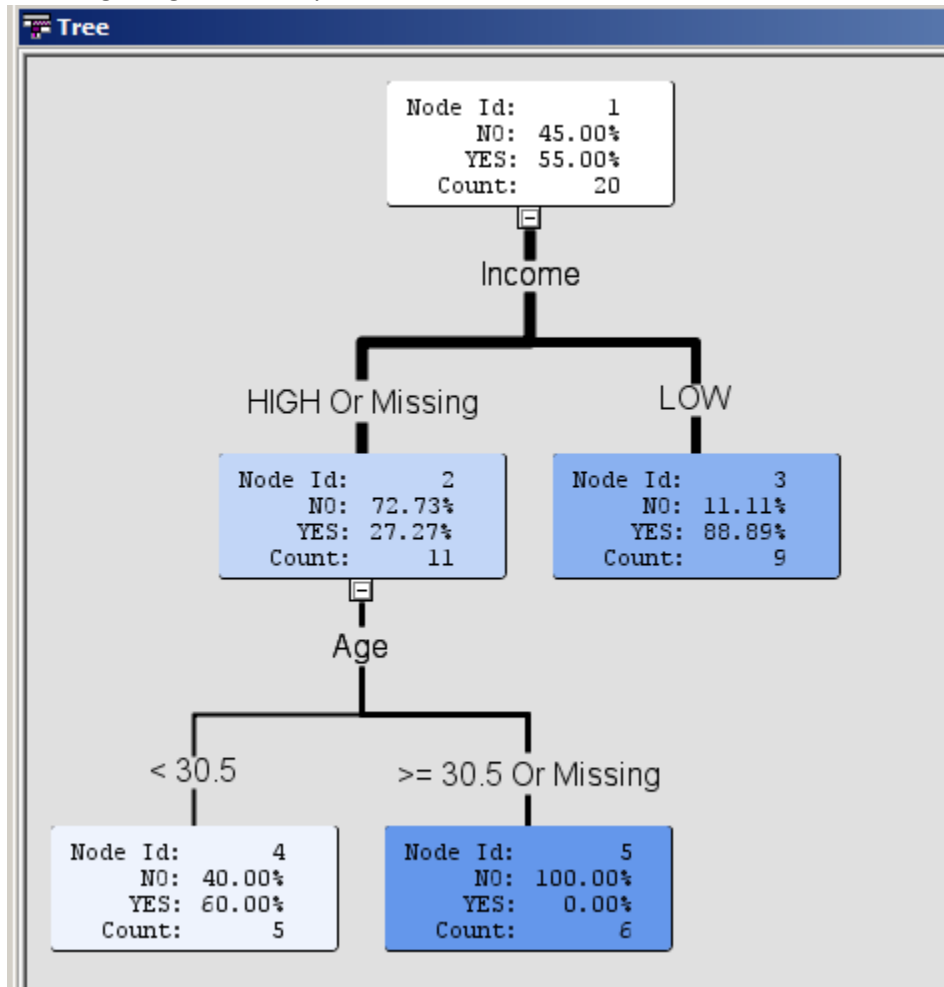 Tree
Node Id: 1
NO: 45.00%
YES: 55.00%
Count: 20
Income
HIGH Or Missing
LOW
Node Id: 2
NO: 72.73%
YES: 27.27%
Count: 11
Node Id: 3
NO: 11.11%
YES: 88.89%
Count: 9
Age
< 30.5
>= 30.5 Or Missing
Node Id: 4
NO: 40.00%
YES: 60.00%
Count: 5
Node Id: 5
NO: 100.00%
YES: 0.00%
Count: 6